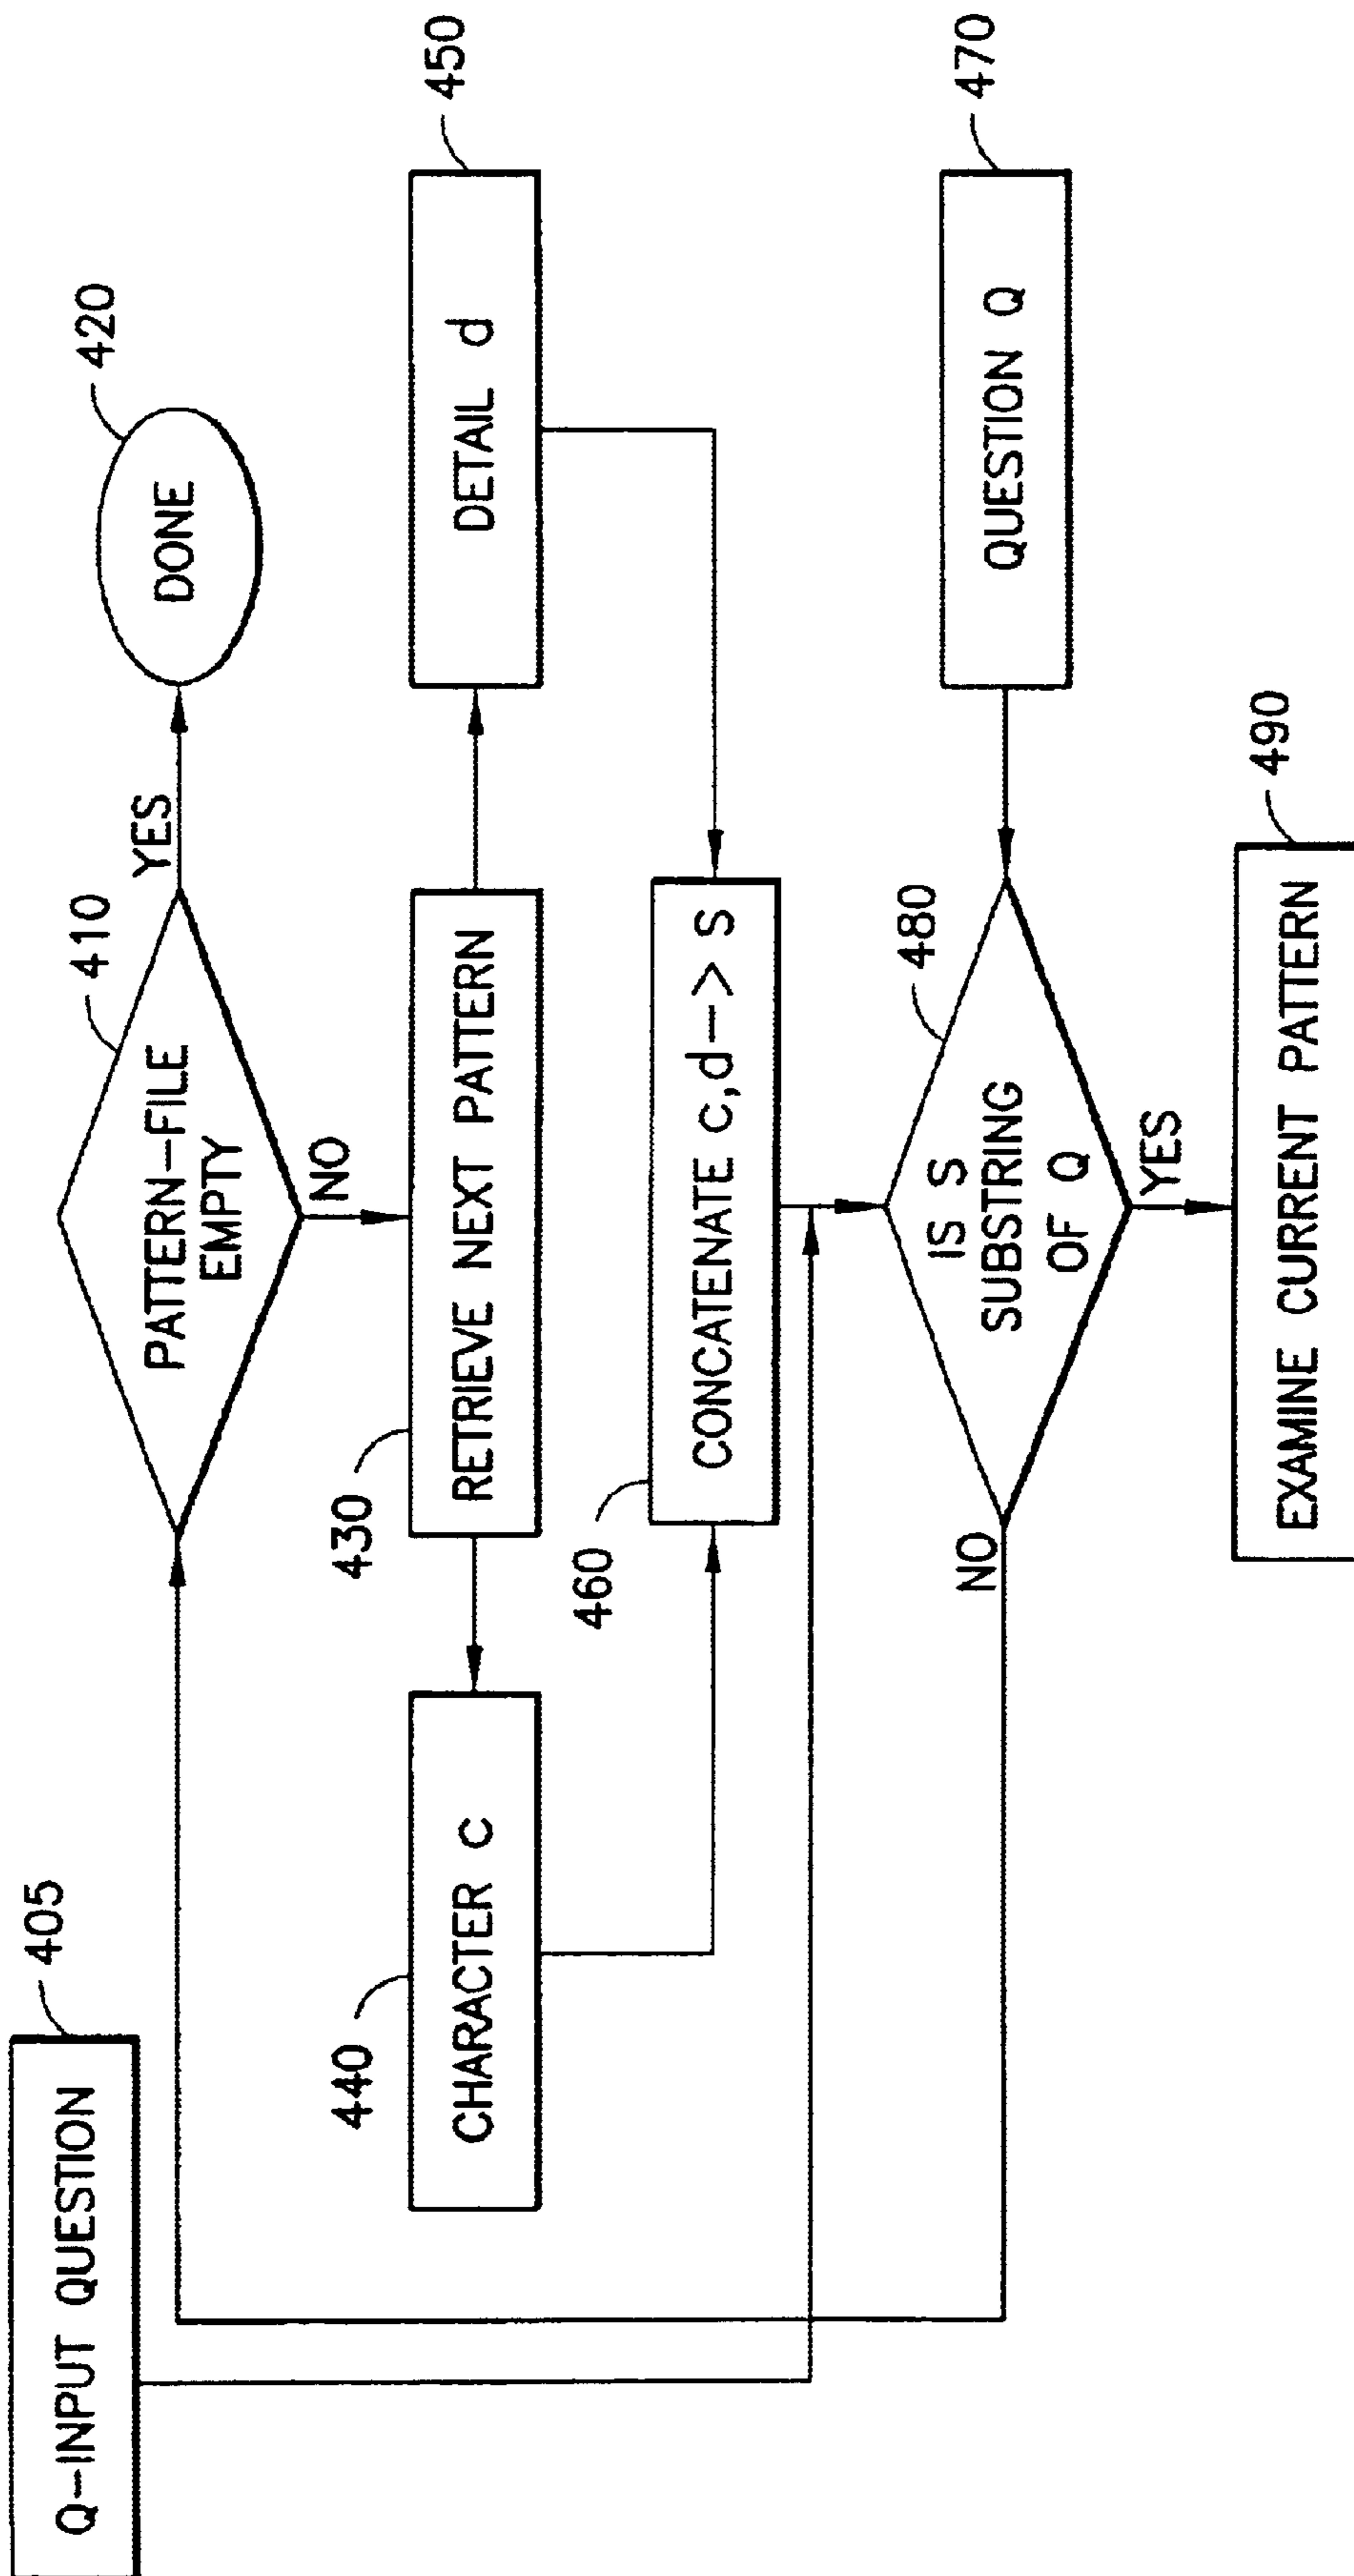 Q-INPUT QUESTION
405
410
PATTERN-FILE
EMPTY
YES
DONE
420
NO
430
RETRIEVE NEXT PATTERN
440
CHARACTER c
DETAIL d
450
460
CONCATENATE c,d-> S
480
IS S
SUBSTRING
OF Q
NO
YES
QUESTION Q
470
EXAMINE CURRENT PATTERN
490